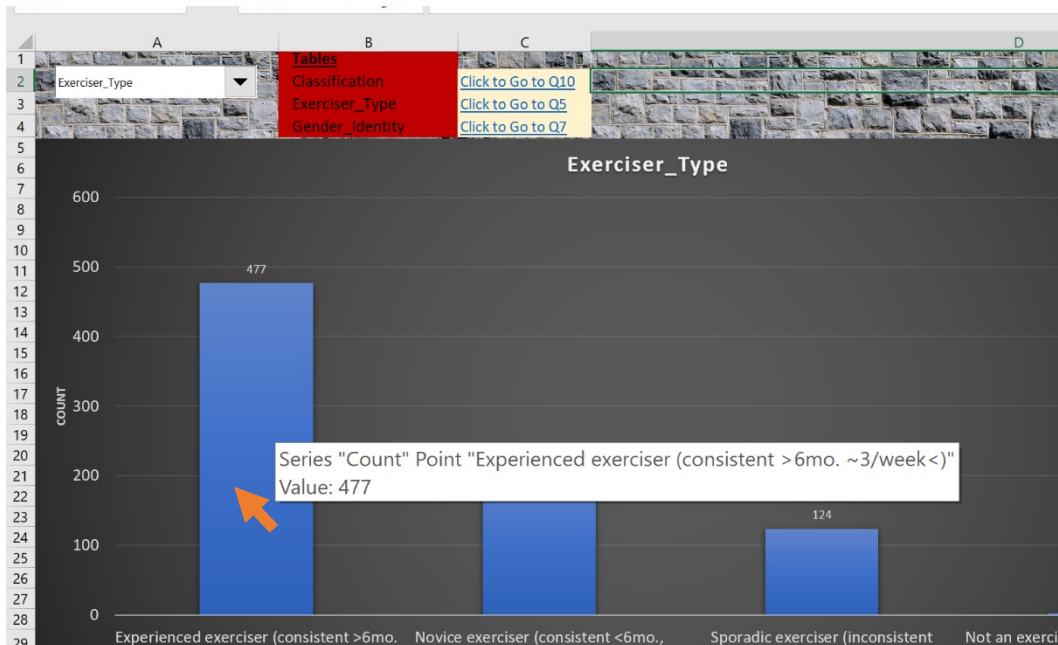 A B C D
1 Tables
2 Exerciser_Type Classification Click to Go to Q10
3 Exerciser_Type Click to Go to Q5
4 Gender_Identity Click to Go to Q7
5
6 Exerciser_Type
7 600
8
9
10
11 500 477
12
13
14 400
15
16
17
18 COUNT 300
19
20 Series "Count" Point "Experienced exerciser (consistent >6mo. ~3/week<)"
21 200
22 Value: 477
23 124
24 100
25
26
27
28 0
29 Experienced exerciser (consistent >6mo. Novice exerciser (consistent <6mo., Sporadic exerciser (inconsistent Not an exerci